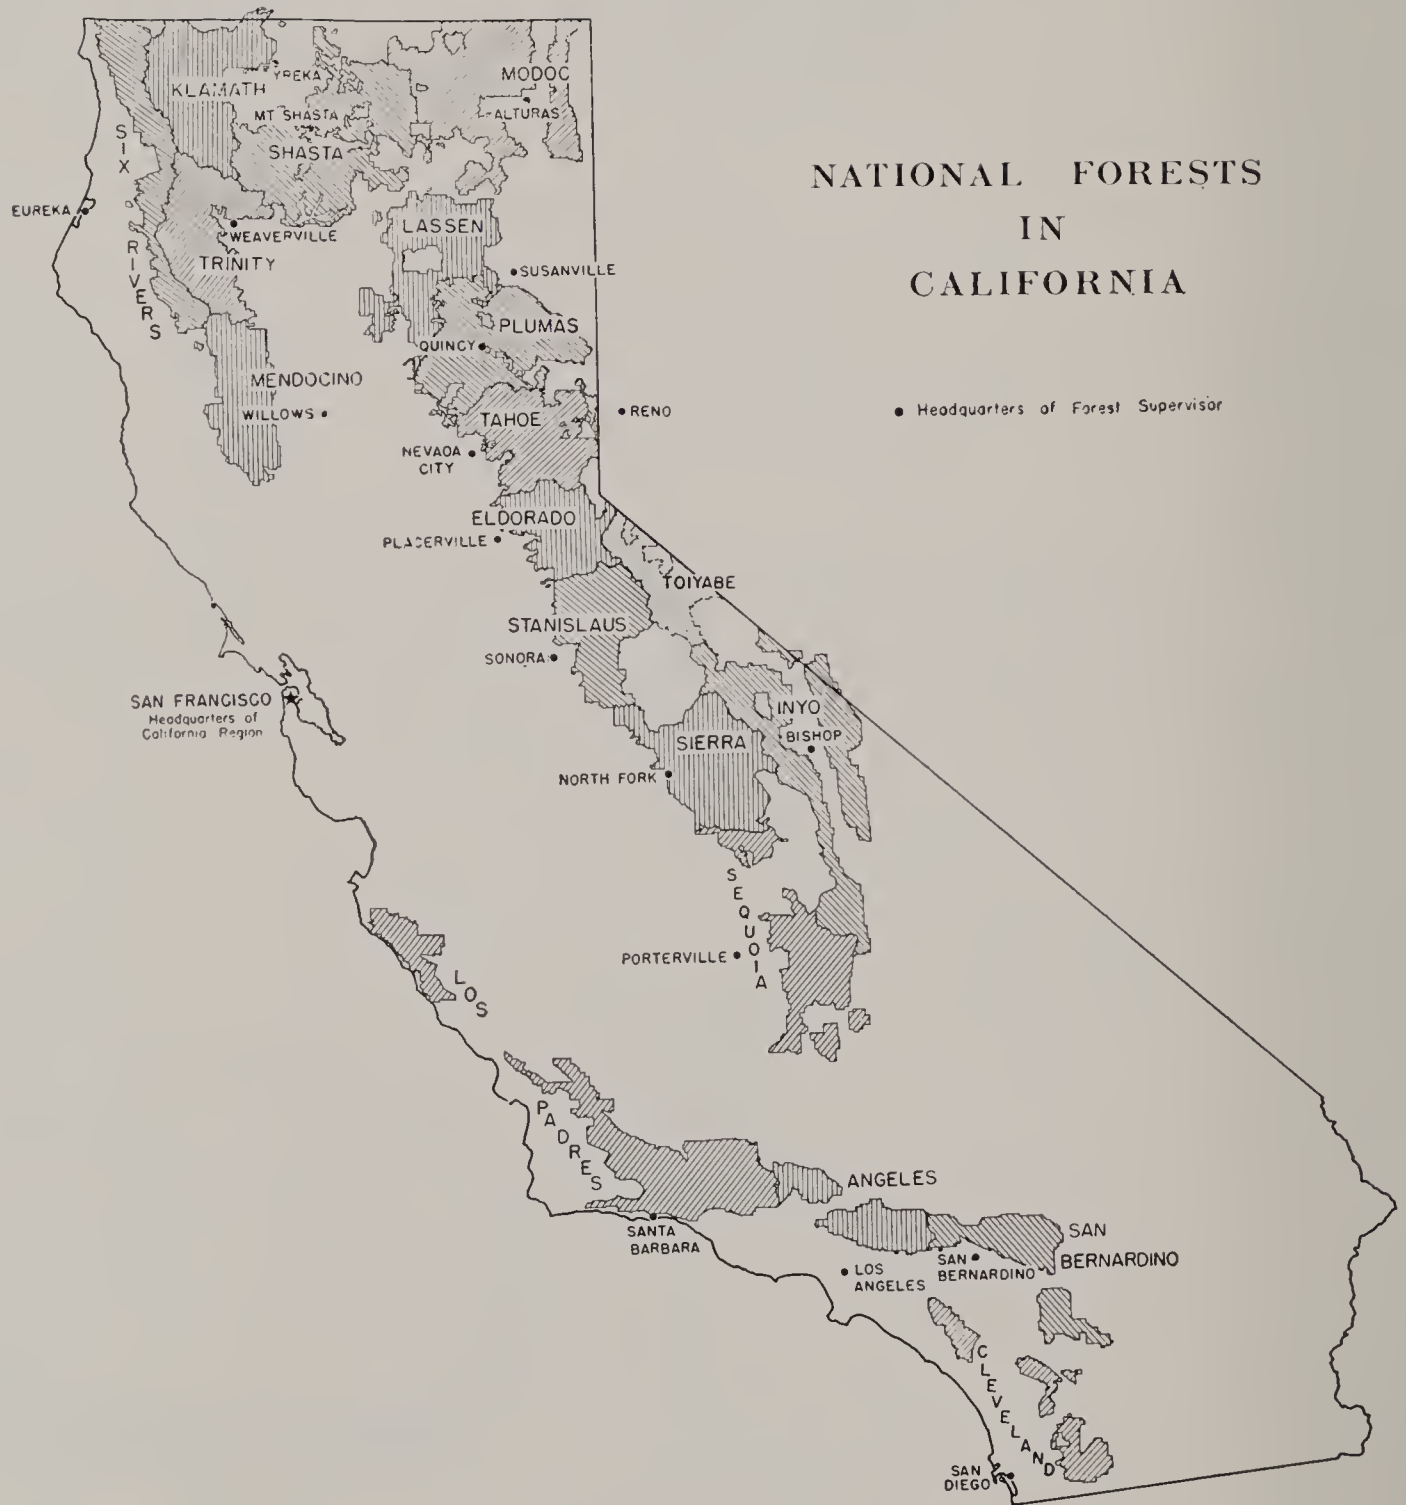 NATIONAL FORESTS
IN
CALIFORNIA
• Headquarters of Forest Supervisor
KLAMATH
YREKA
MODOC
MT SHASTA
ALTURAS
SHASTA
SIX RIVERS
EUREKA
WEAVERVILLE
LASSEN
TRINITY
SUSANVILLE
PLUMAS
QUINCY
MENDOCINO
WILLOWS
TAHOE
RENO
NEVADA
CITY
ELDORADO
PLACERVILLE
TOIYABE
STANISLAUS
SONORA
SAN FRANCISCO
Headquarters of
California Region
INYO
SIERRA
BISHOP
NORTH FORK
SEQUOIA
PORTERVILLE
LOS
PADRES
ANGELES
SANTA
BARBARA
SAN
BERNARDINO
LOS
ANGELES
SAN
BERNARDINO
CLEVELAND
SAN
DIEGO